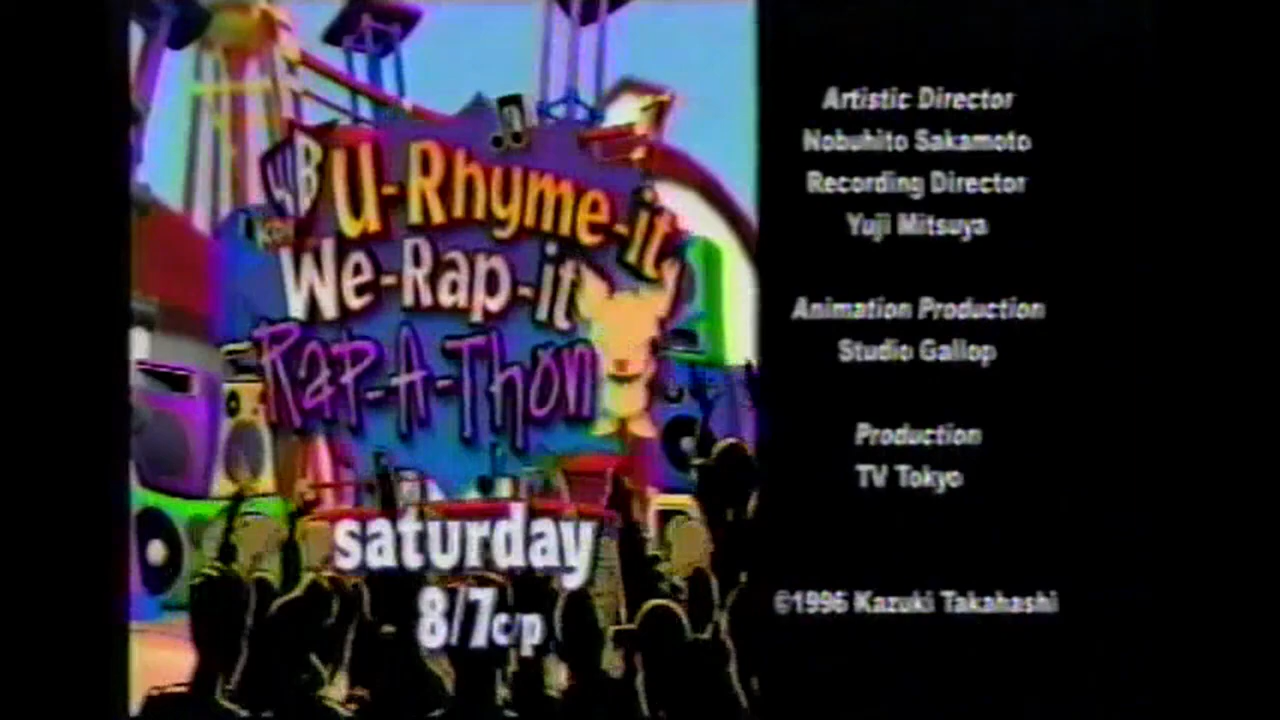 WB U-Rhyme-it
We-Rap-it
Rap-A-Thon
saturday
8/7c/p
Artistic Director
Nobuhito Sakamoto
Recording Director
Yuji Mitsuya
Animation Production
Studio Gallop
Production
TV Tokyo
©1996 Kazuki Takahashi